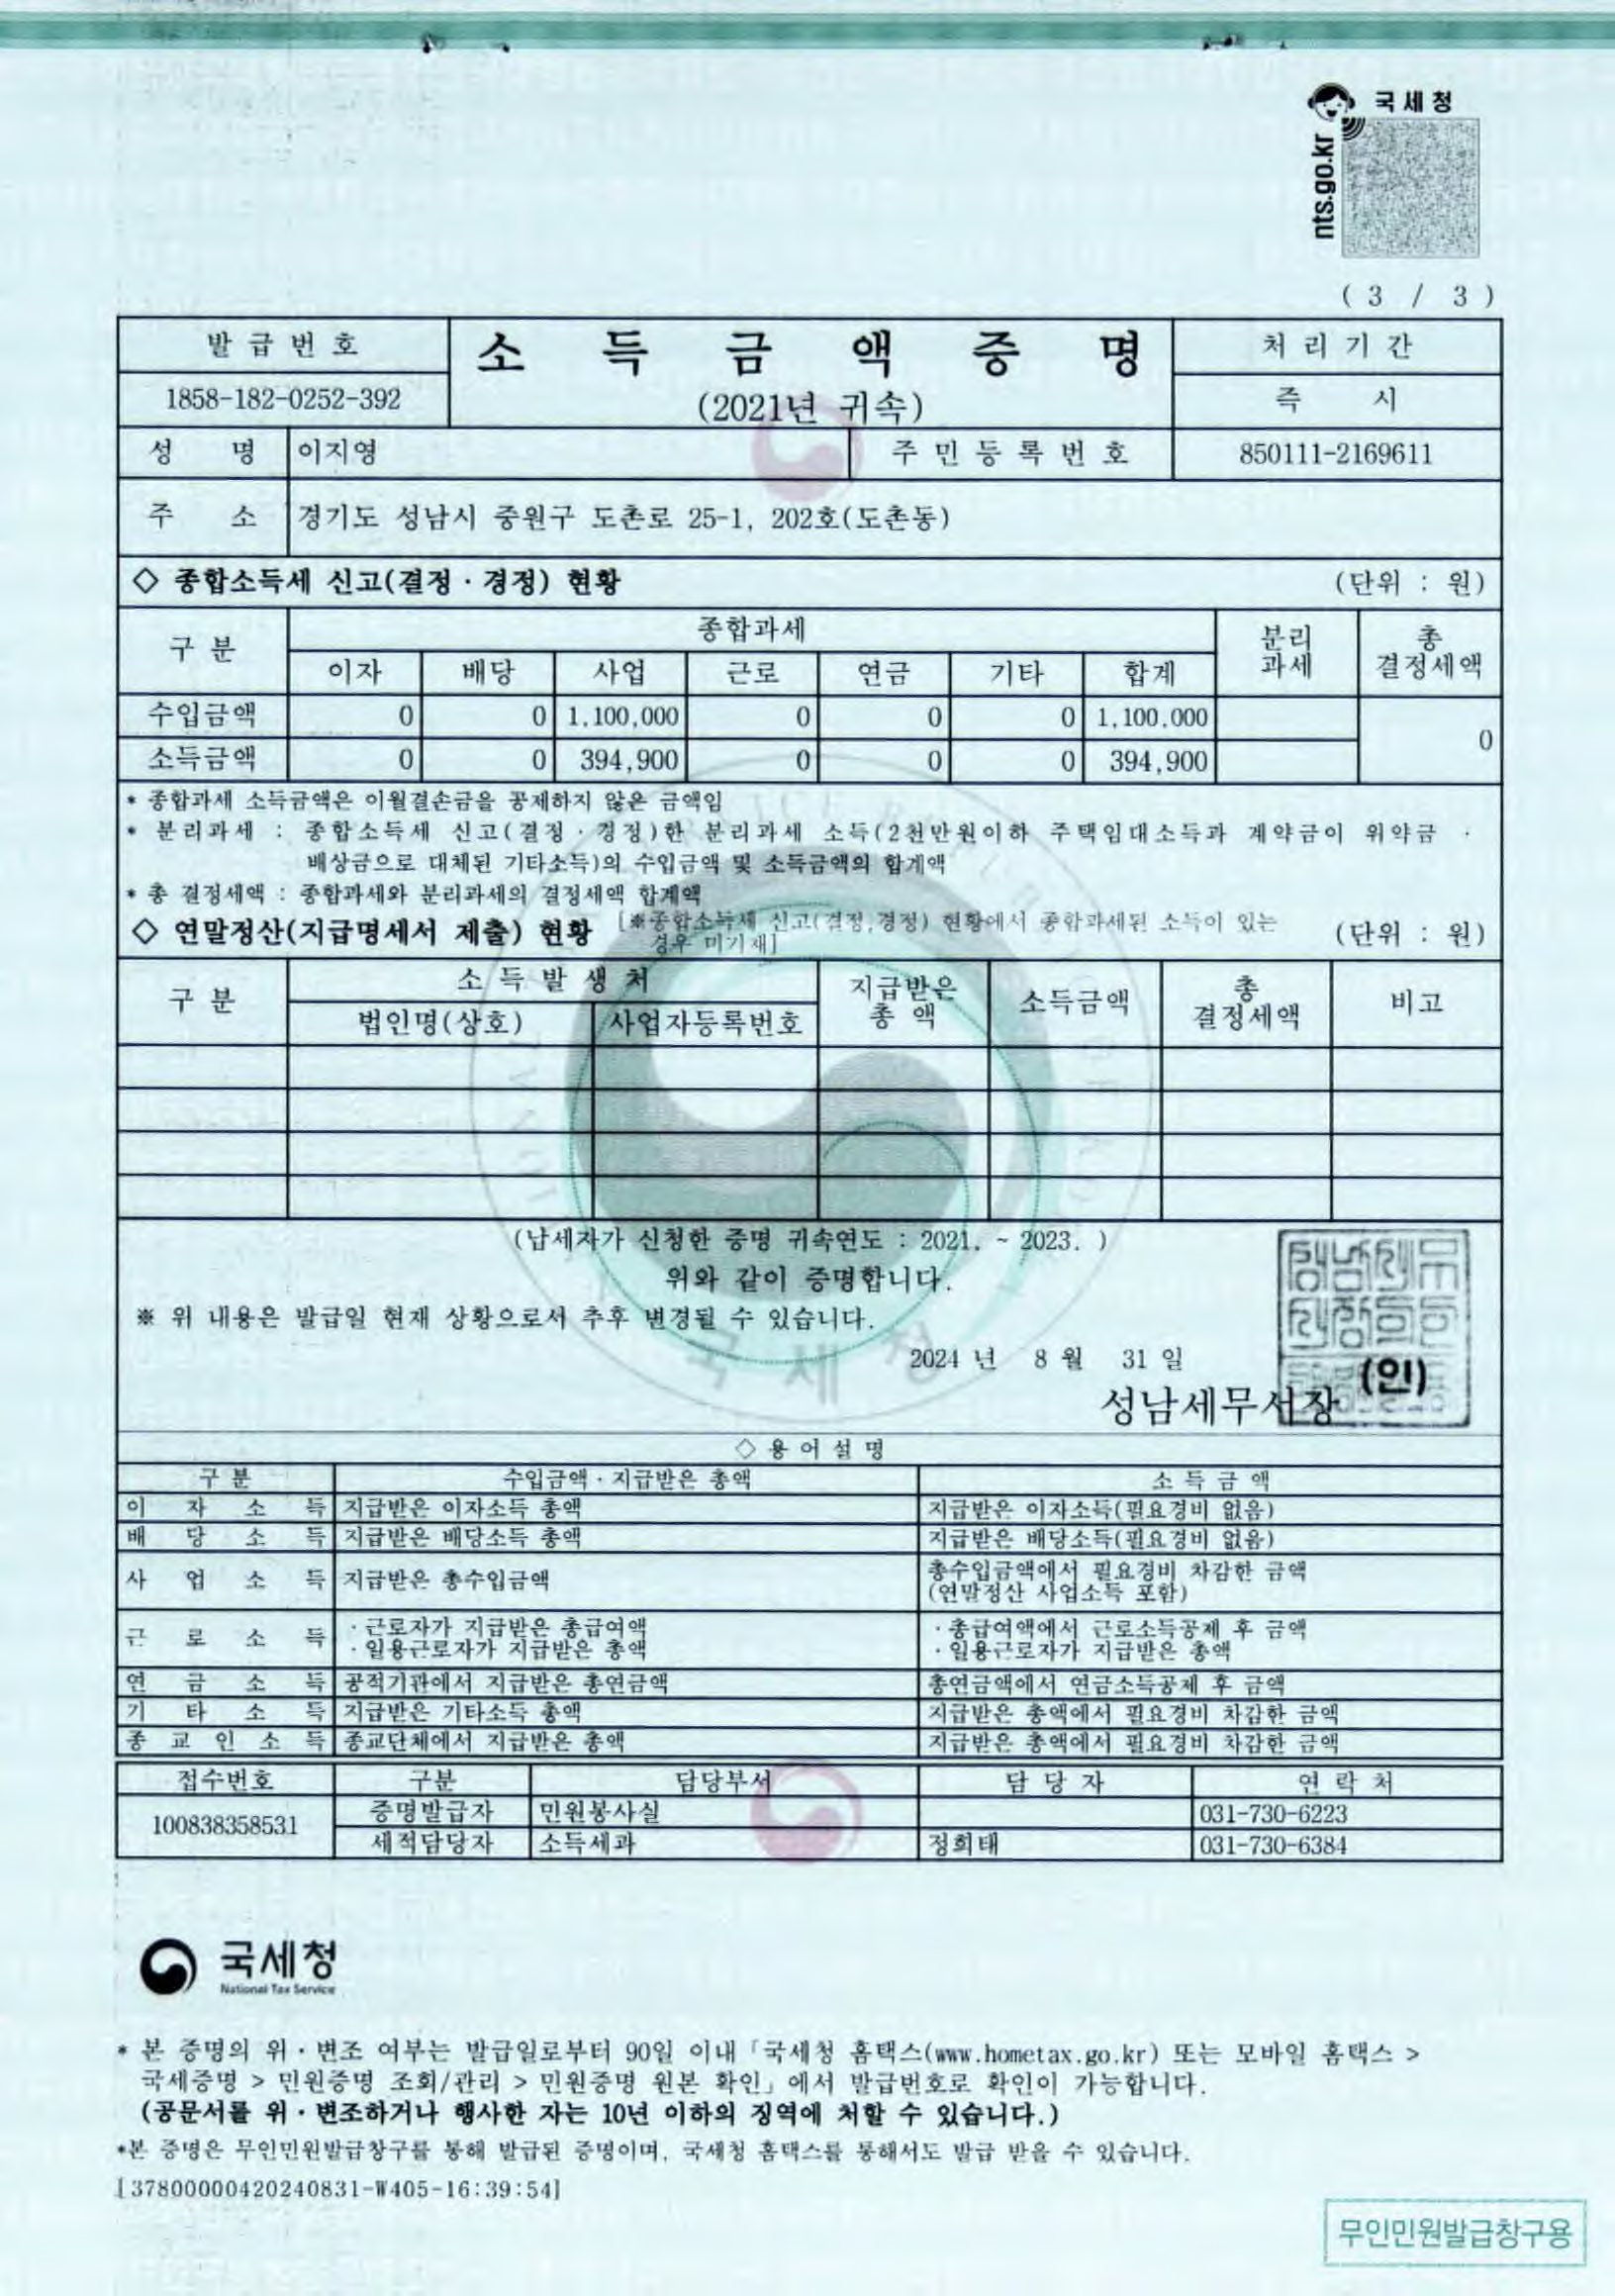 국세청
nts.go.kr
( 3 / 3 )
발 급 번 호
소 득 금 액 증 명
처 리 기 간
1858-182-0252-392
(2021년 귀속)
즉 시
성 명 이지영 주 민 등 록 번 호 850111-2169611
주 소 경기도 성남시 중원구 도촌로 25-1, 202호(도촌동)
◇ 종합소득세 신고(결정 · 경정) 현황 (단위 : 원)
구 분 종합과세 분리 과세 총 결정세액
이자 배당 사업 근로 연금 기타 합계
수입금액 0 0 1,100,000 0 0 0 1,100,000 0
소득금액 0 0 394,900 0 0 0 394,900
* 종합과세 소득금액은 이월결손금을 공제하지 않은 금액임
* 분리과세 : 종합소득세 신고(결정 · 경정)한 분리과세 소득(2천만원이하 주택임대소득과 계약금이 위약금 ·
배상금으로 대체된 기타소득)의 수입금액 및 소득금액의 합계액
* 총 결정세액 : 종합과세와 분리과세의 결정세액 합계액
◇ 연말정산(지급명세서 제출) 현황 [※종합소득세 신고(결정,경정) 현황에서 종합과세된 소득이 있는 (단위 : 원)
경우 미기재]
구 분 소 득 발 생 처 지급받은 총 액 소득금액 총 결정세액 비고
법인명(상호) 사업자등록번호
(납세자가 신청한 증명 귀속연도 : 2021. ~ 2023. )
위와 같이 증명합니다.
※ 위 내용은 발급일 현재 상황으로서 추후 변경될 수 있습니다.
2024 년 8 월 31 일
성남세무서장 (인)
국 세 청
◇ 용 어 설 명
구 분 수입금액 · 지급받은 총액 소 득 금 액
이 자 소 득 지급받은 이자소득 총액 지급받은 이자소득(필요경비 없음)
배 당 소 득 지급받은 배당소득 총액 지급받은 배당소득(필요경비 없음)
사 업 소 득 지급받은 총수입금액 총수입금액에서 필요경비 차감한 금액
(연말정산 사업소득 포함)
근 로 소 득 · 근로자가 지급받은 총급여액 · 총급여액에서 근로소득공제 후 금액
· 일용근로자가 지급받은 총액 · 일용근로자가 지급받은 총액
연 금 소 득 공적기관에서 지급받은 총연금액 총연금액에서 연금소득공제 후 금액
기 타 소 득 지급받은 기타소득 총액 지급받은 총액에서 필요경비 차감한 금액
종 교 인 소 득 종교단체에서 지급받은 총액 지급받은 총액에서 필요경비 차감한 금액
접수번호 구분 담당부서 담 당 자 연 락 처
100838358531 증명발급자 민원봉사실 031-730-6223
세적담당자 소득세과 정희태 031-730-6384
국세청
National Tax Service
* 본 증명의 위 · 변조 여부는 발급일로부터 90일 이내 「국세청 홈택스(www.hometax.go.kr) 또는 모바일 홈택스 >
국세증명 > 민원증명 조회/관리 > 민원증명 원본 확인」에서 발급번호로 확인이 가능합니다.
(공문서를 위 · 변조하거나 행사한 자는 10년 이하의 징역에 처할 수 있습니다.)
*본 증명은 무인민원발급창구를 통해 발급된 증명이며, 국세청 홈택스를 통해서도 발급 받을 수 있습니다.
[37800000420240831-W405-16:39:54]
무인민원발급창구용